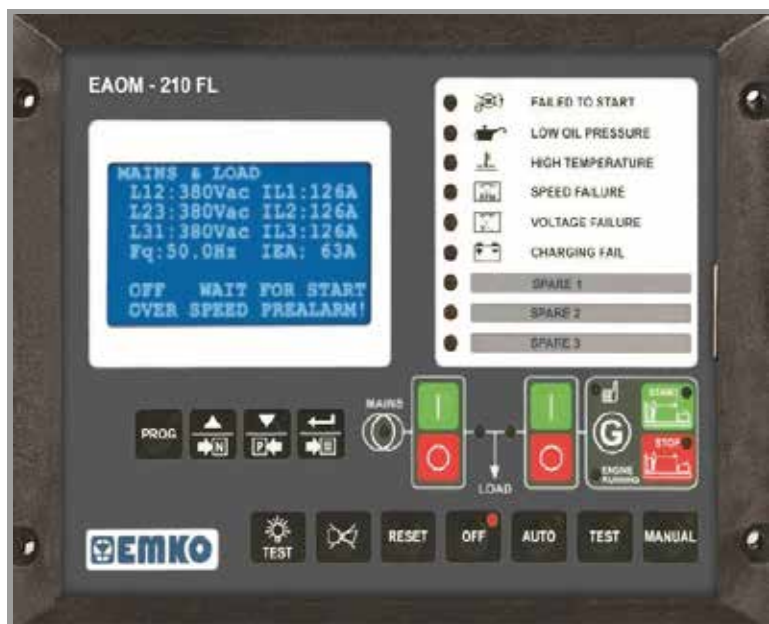 EAOM - 210 FL
MAINS & LOAD
L12:380Vac IL1:126A
L23:380Vac IL2:126A
L31:380Vac IL3:126A
Fq:50.0Hz IEA: 63A
OFF WAIT FOR START
OVER SPEED PREALARM!
FAILED TO START
LOW OIL PRESSURE
HIGH TEMPERATURE
SPEED FAILURE
VOLTAGE FAILURE
CHARGING FAIL
SPARE 1
SPARE 2
SPARE 3
PROG
N
P
MAINS
I
O
LOAD
I
O
G
ENGINE
RUNNING
START
STOP
EMKO
TEST
RESET
OFF
AUTO
TEST
MANUAL